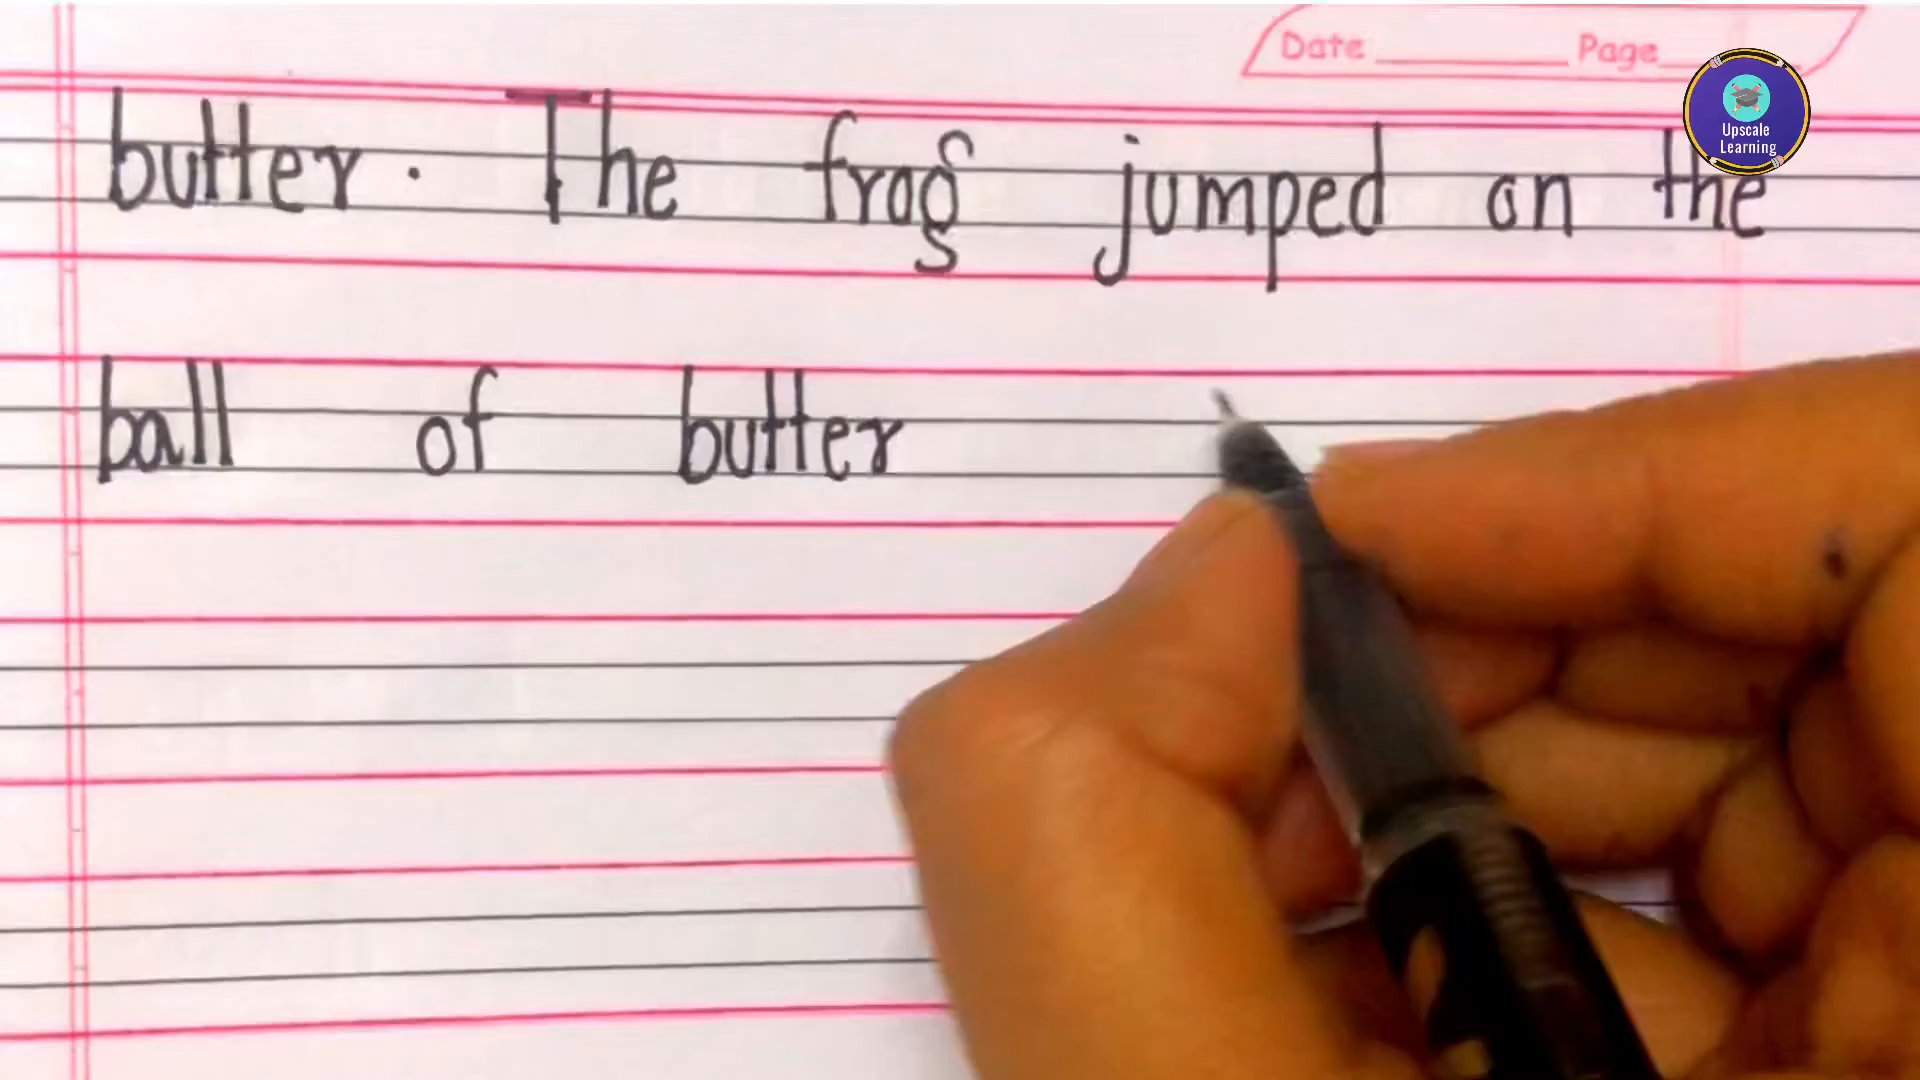 Date Page
Upscale
Learning
butter. The frog jumped on the
ball of butter